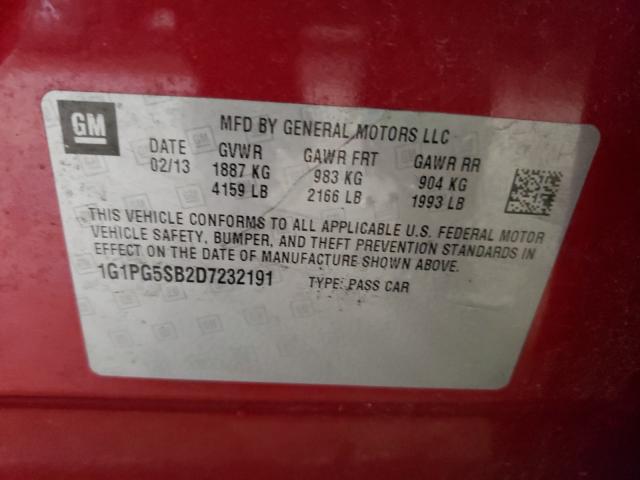 GM
MFD BY GENERAL MOTORS LLC
DATE GVWR GAWR FRT GAWR RR
02/13 1887 KG 983 KG 904 KG
4159 LB 2166 LB 1993 LB
THIS VEHICLE CONFORMS TO ALL APPLICABLE U.S. FEDERAL MOTOR
VEHICLE SAFETY, BUMPER, AND THEFT PREVENTION STANDARDS IN
EFFECT ON THE DATE OF MANUFACTURE SHOWN ABOVE.
1G1PG5SB2D7232191 TYPE: PASS CAR